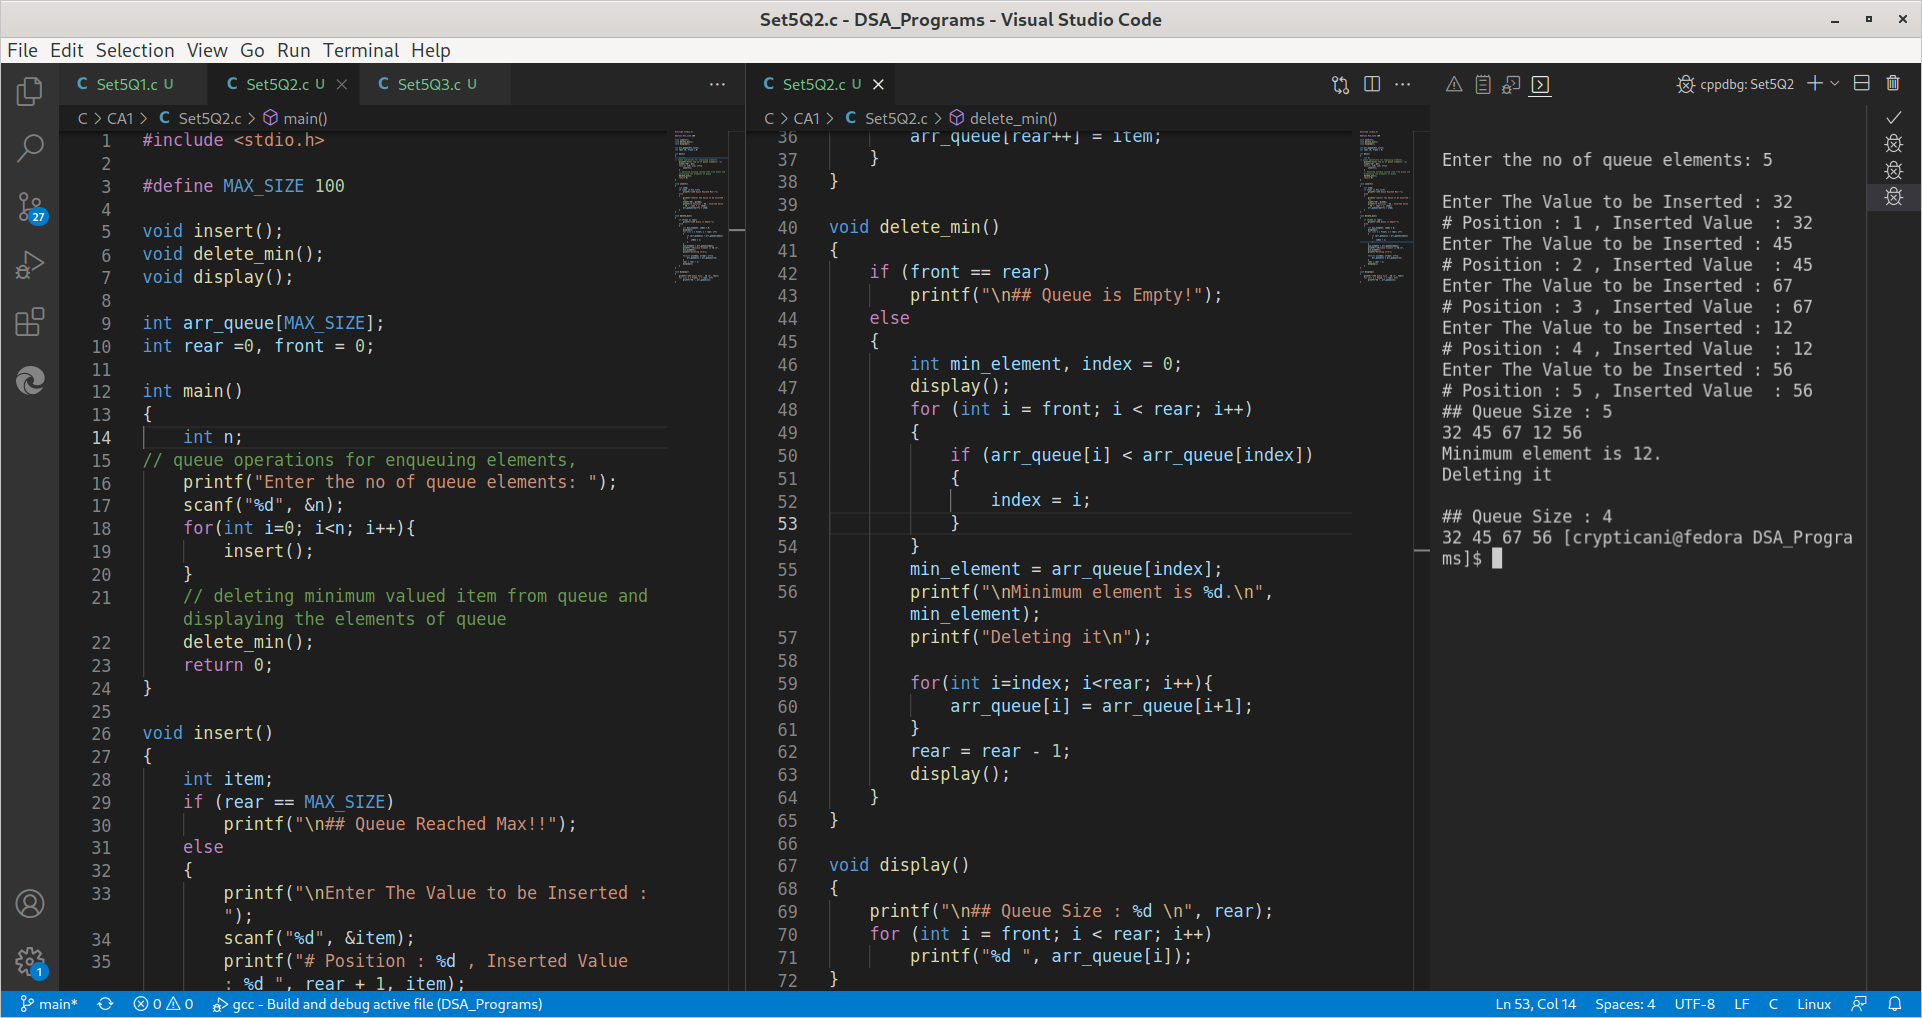 Set5Q2.c - DSA_Programs - Visual Studio Code
File Edit Selection View Go Run Terminal Help
C Set5Q1.c U
C Set5Q2.c U
C Set5Q3.c U
C > CA1 > C Set5Q2.c > main()
1 #include <stdio.h>
2
3 #define MAX_SIZE 100
4
5 void insert();
6 void delete_min();
7 void display();
8
9 int arr_queue[MAX_SIZE];
10 int rear =0, front = 0;
11
12 int main()
13 {
14 int n;
15 // queue operations for enqueuing elements,
16 printf("Enter the no of queue elements: ");
17 scanf("%d", &n);
18 for(int i=0; i<n; i++){
19 insert();
20 }
21 // deleting minimum valued item from queue and
displaying the elements of queue
22 delete_min();
23 return 0;
24 }
25
26 void insert()
27 {
28 int item;
29 if (rear == MAX_SIZE)
30 printf("\n## Queue Reached Max!!");
31 else
32 {
33 printf("\nEnter The Value to be Inserted :
");
34 scanf("%d", &item);
35 printf("# Position : %d , Inserted Value
: %d ", rear + 1, item);
C Set5Q2.c U
C > CA1 > C Set5Q2.c > delete_min()
36 arr_queue[rear++] = item;
37 }
38 }
39
40 void delete_min()
41 {
42 if (front == rear)
43 printf("\n## Queue is Empty!");
44 else
45 {
46 int min_element, index = 0;
47 display();
48 for (int i = front; i < rear; i++)
49 {
50 if (arr_queue[i] < arr_queue[index])
51 {
52 index = i;
53 }
54 }
55 min_element = arr_queue[index];
56 printf("\nMinimum element is %d.\n",
min_element);
57 printf("Deleting it\n");
58
59 for(int i=index; i<rear; i++){
60 arr_queue[i] = arr_queue[i+1];
61 }
62 rear = rear - 1;
63 display();
64 }
65 }
66
67 void display()
68 {
69 printf("\n## Queue Size : %d \n", rear);
70 for (int i = front; i < rear; i++)
71 printf("%d ", arr_queue[i]);
72 }
cppdbg: Set5Q2
Enter the no of queue elements: 5
Enter The Value to be Inserted : 32
# Position : 1 , Inserted Value  : 32
Enter The Value to be Inserted : 45
# Position : 2 , Inserted Value  : 45
Enter The Value to be Inserted : 67
# Position : 3 , Inserted Value  : 67
Enter The Value to be Inserted : 12
# Position : 4 , Inserted Value  : 12
Enter The Value to be Inserted : 56
# Position : 5 , Inserted Value  : 56
## Queue Size : 5
32 45 67 12 56
Minimum element is 12.
Deleting it
## Queue Size : 4
32 45 67 56 [crypticani@fedora DSA_Progra
ms]$
27
1
main* 0 0 gcc - Build and debug active file (DSA_Programs)
Ln 53, Col 14 Spaces: 4 UTF-8 LF C Linux